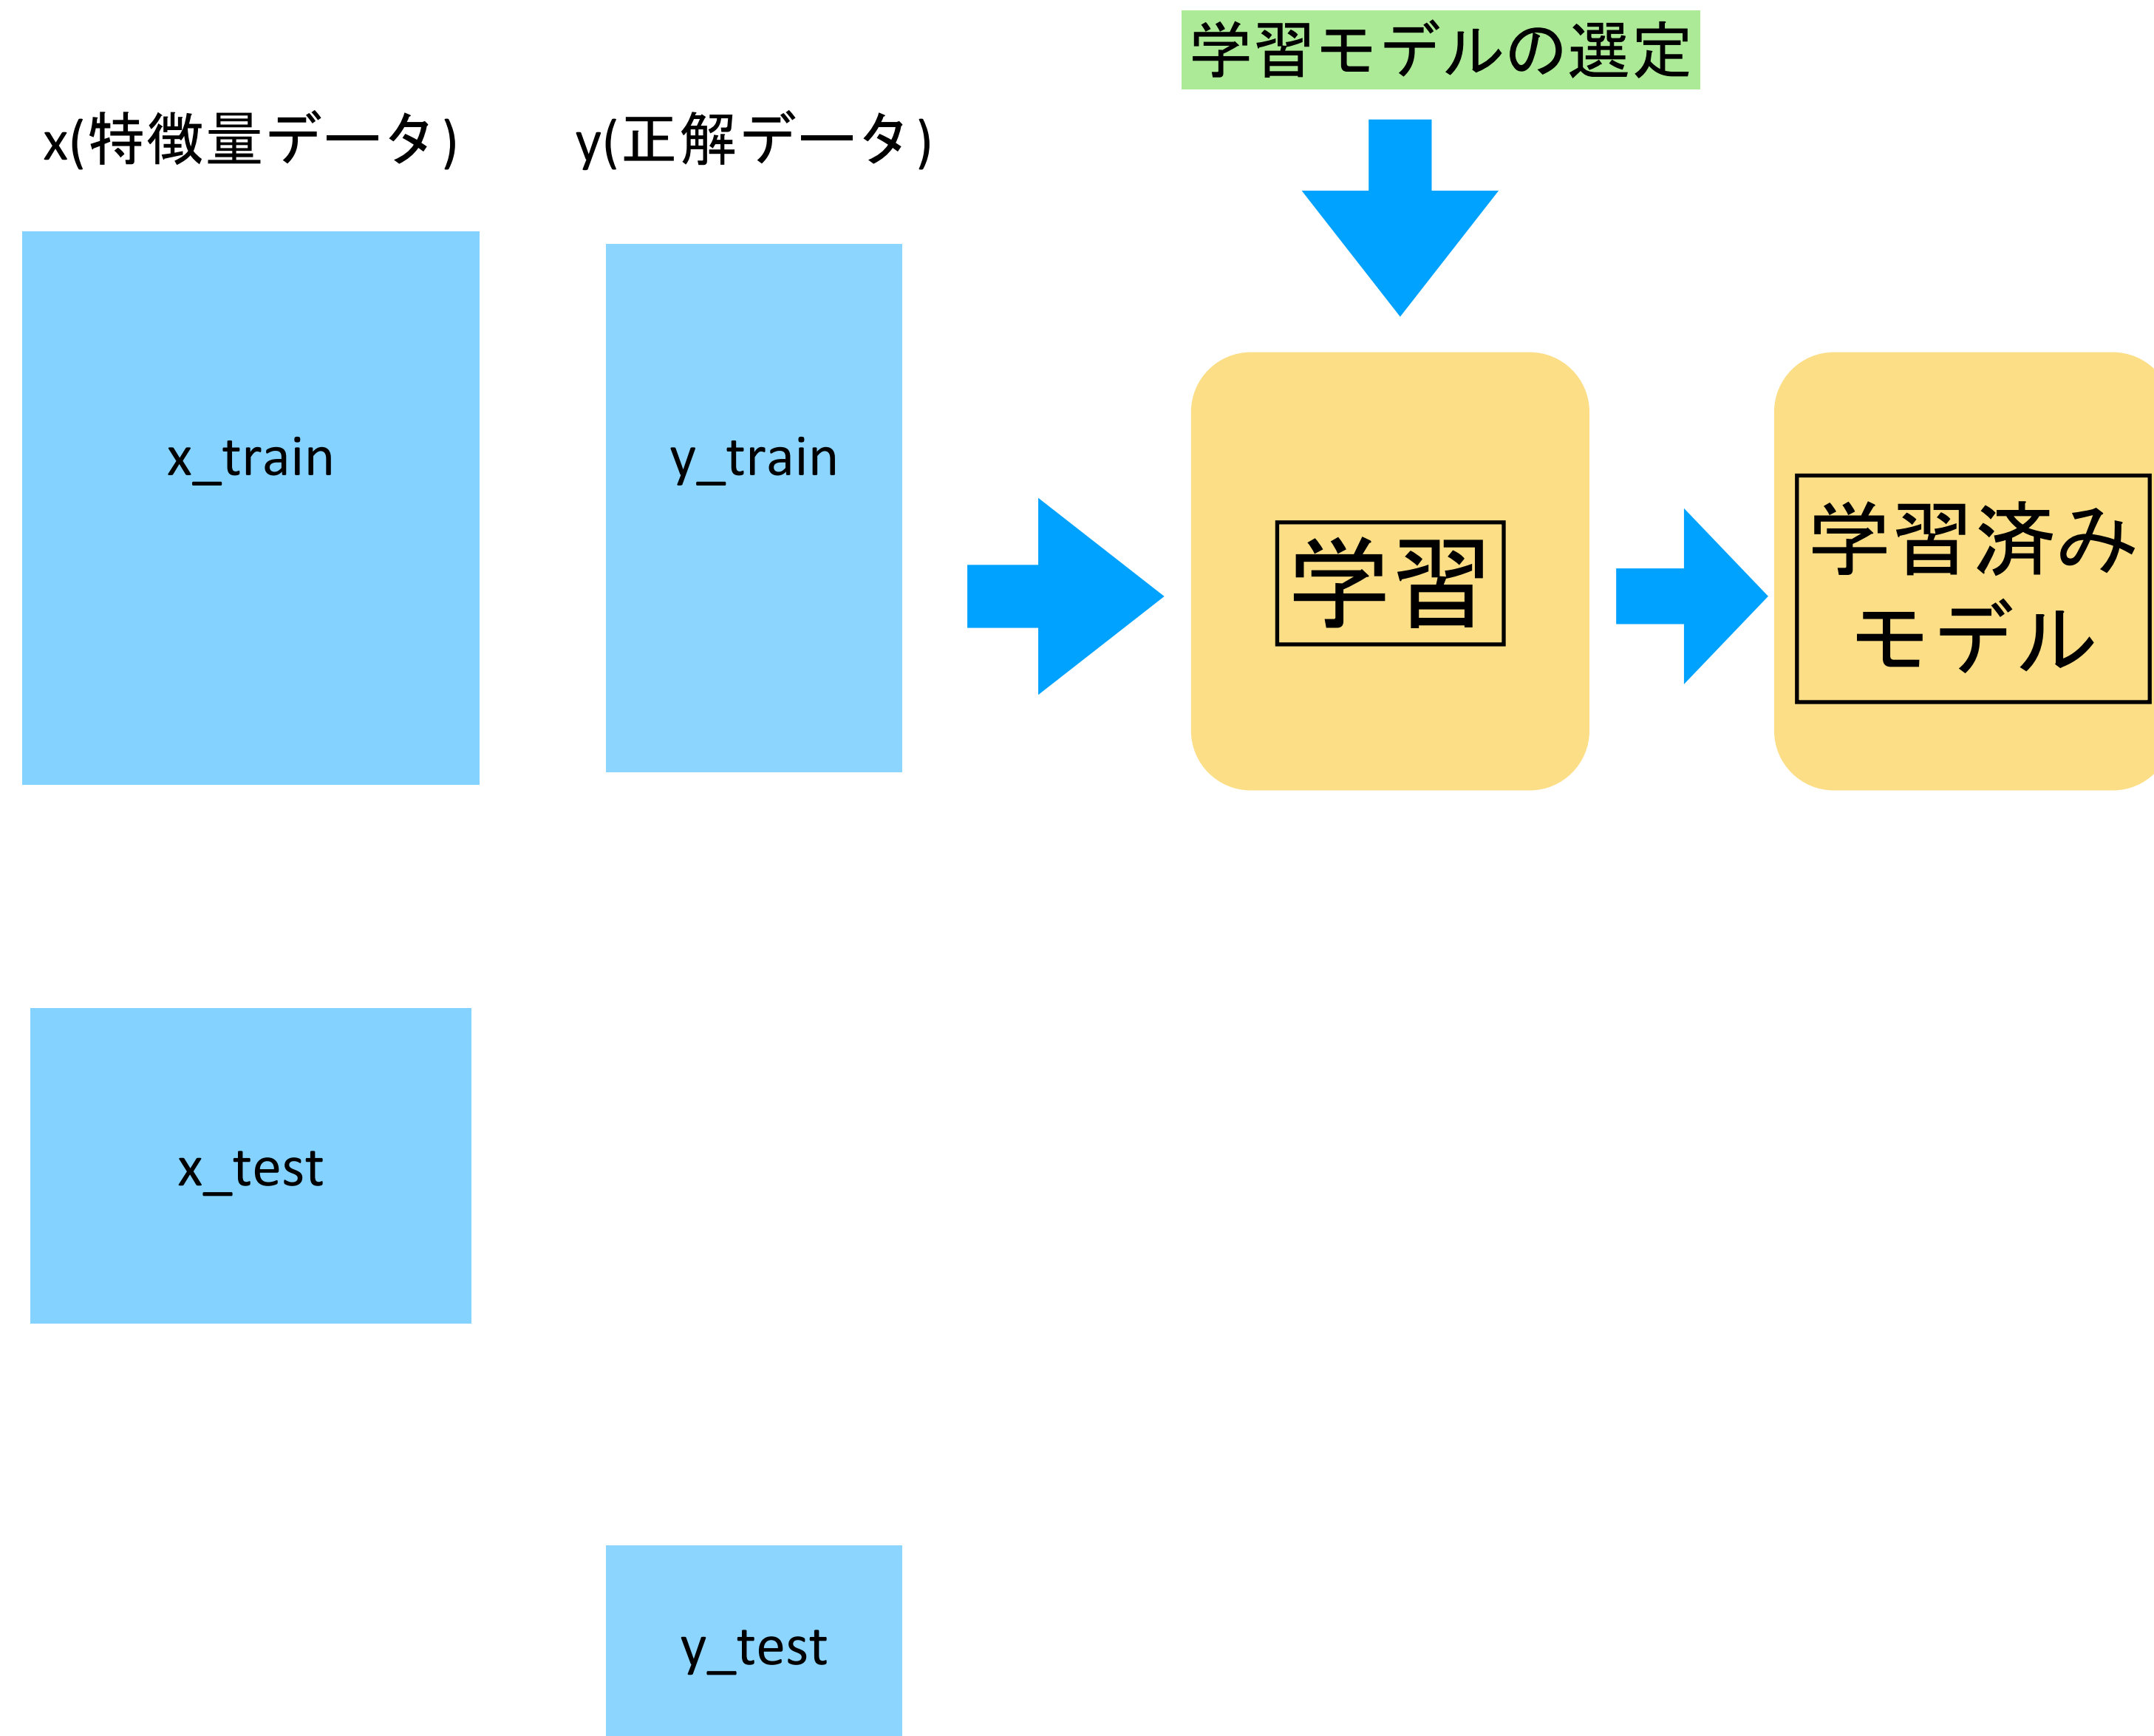 学習モデルの選定
x(特徴量データ)
y(正解データ)
x_train
y_train
学習
学習済み
モデル
x_test
y_test